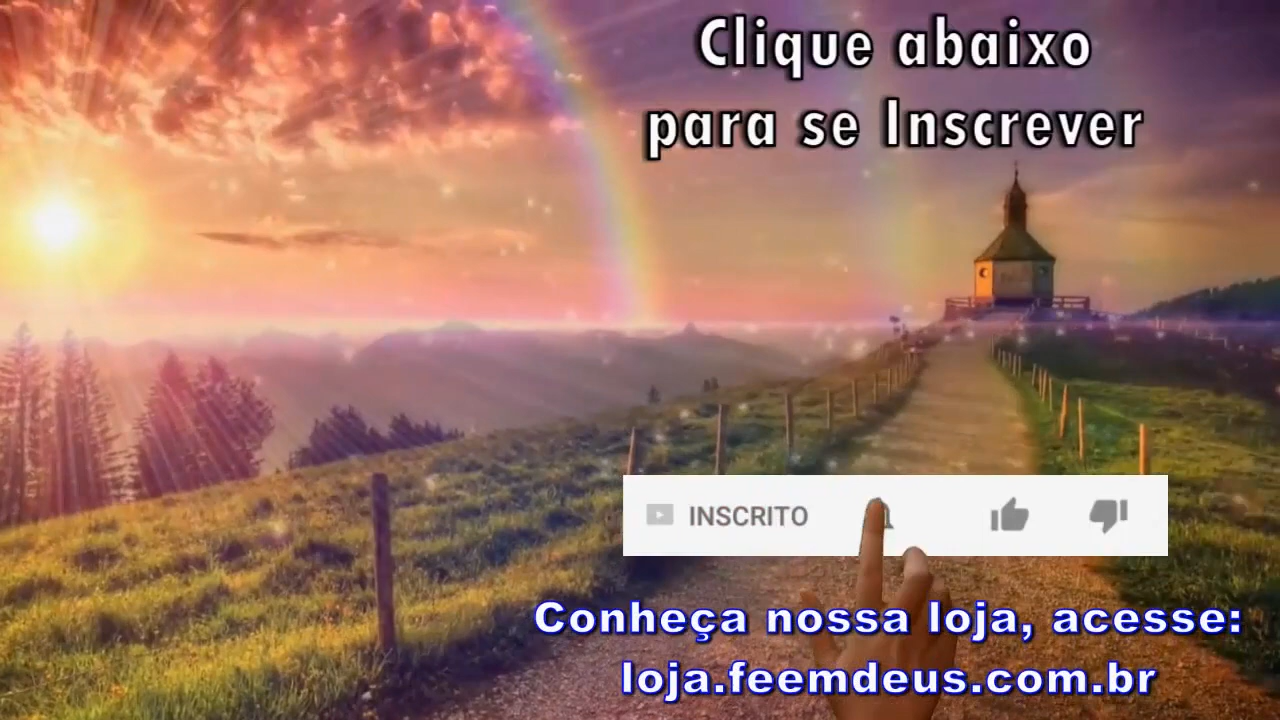 Clique abaixo
para se Inscrever
INSCRITO
Conheça nossa loja, acesse:
loja.feemdeus.com.br